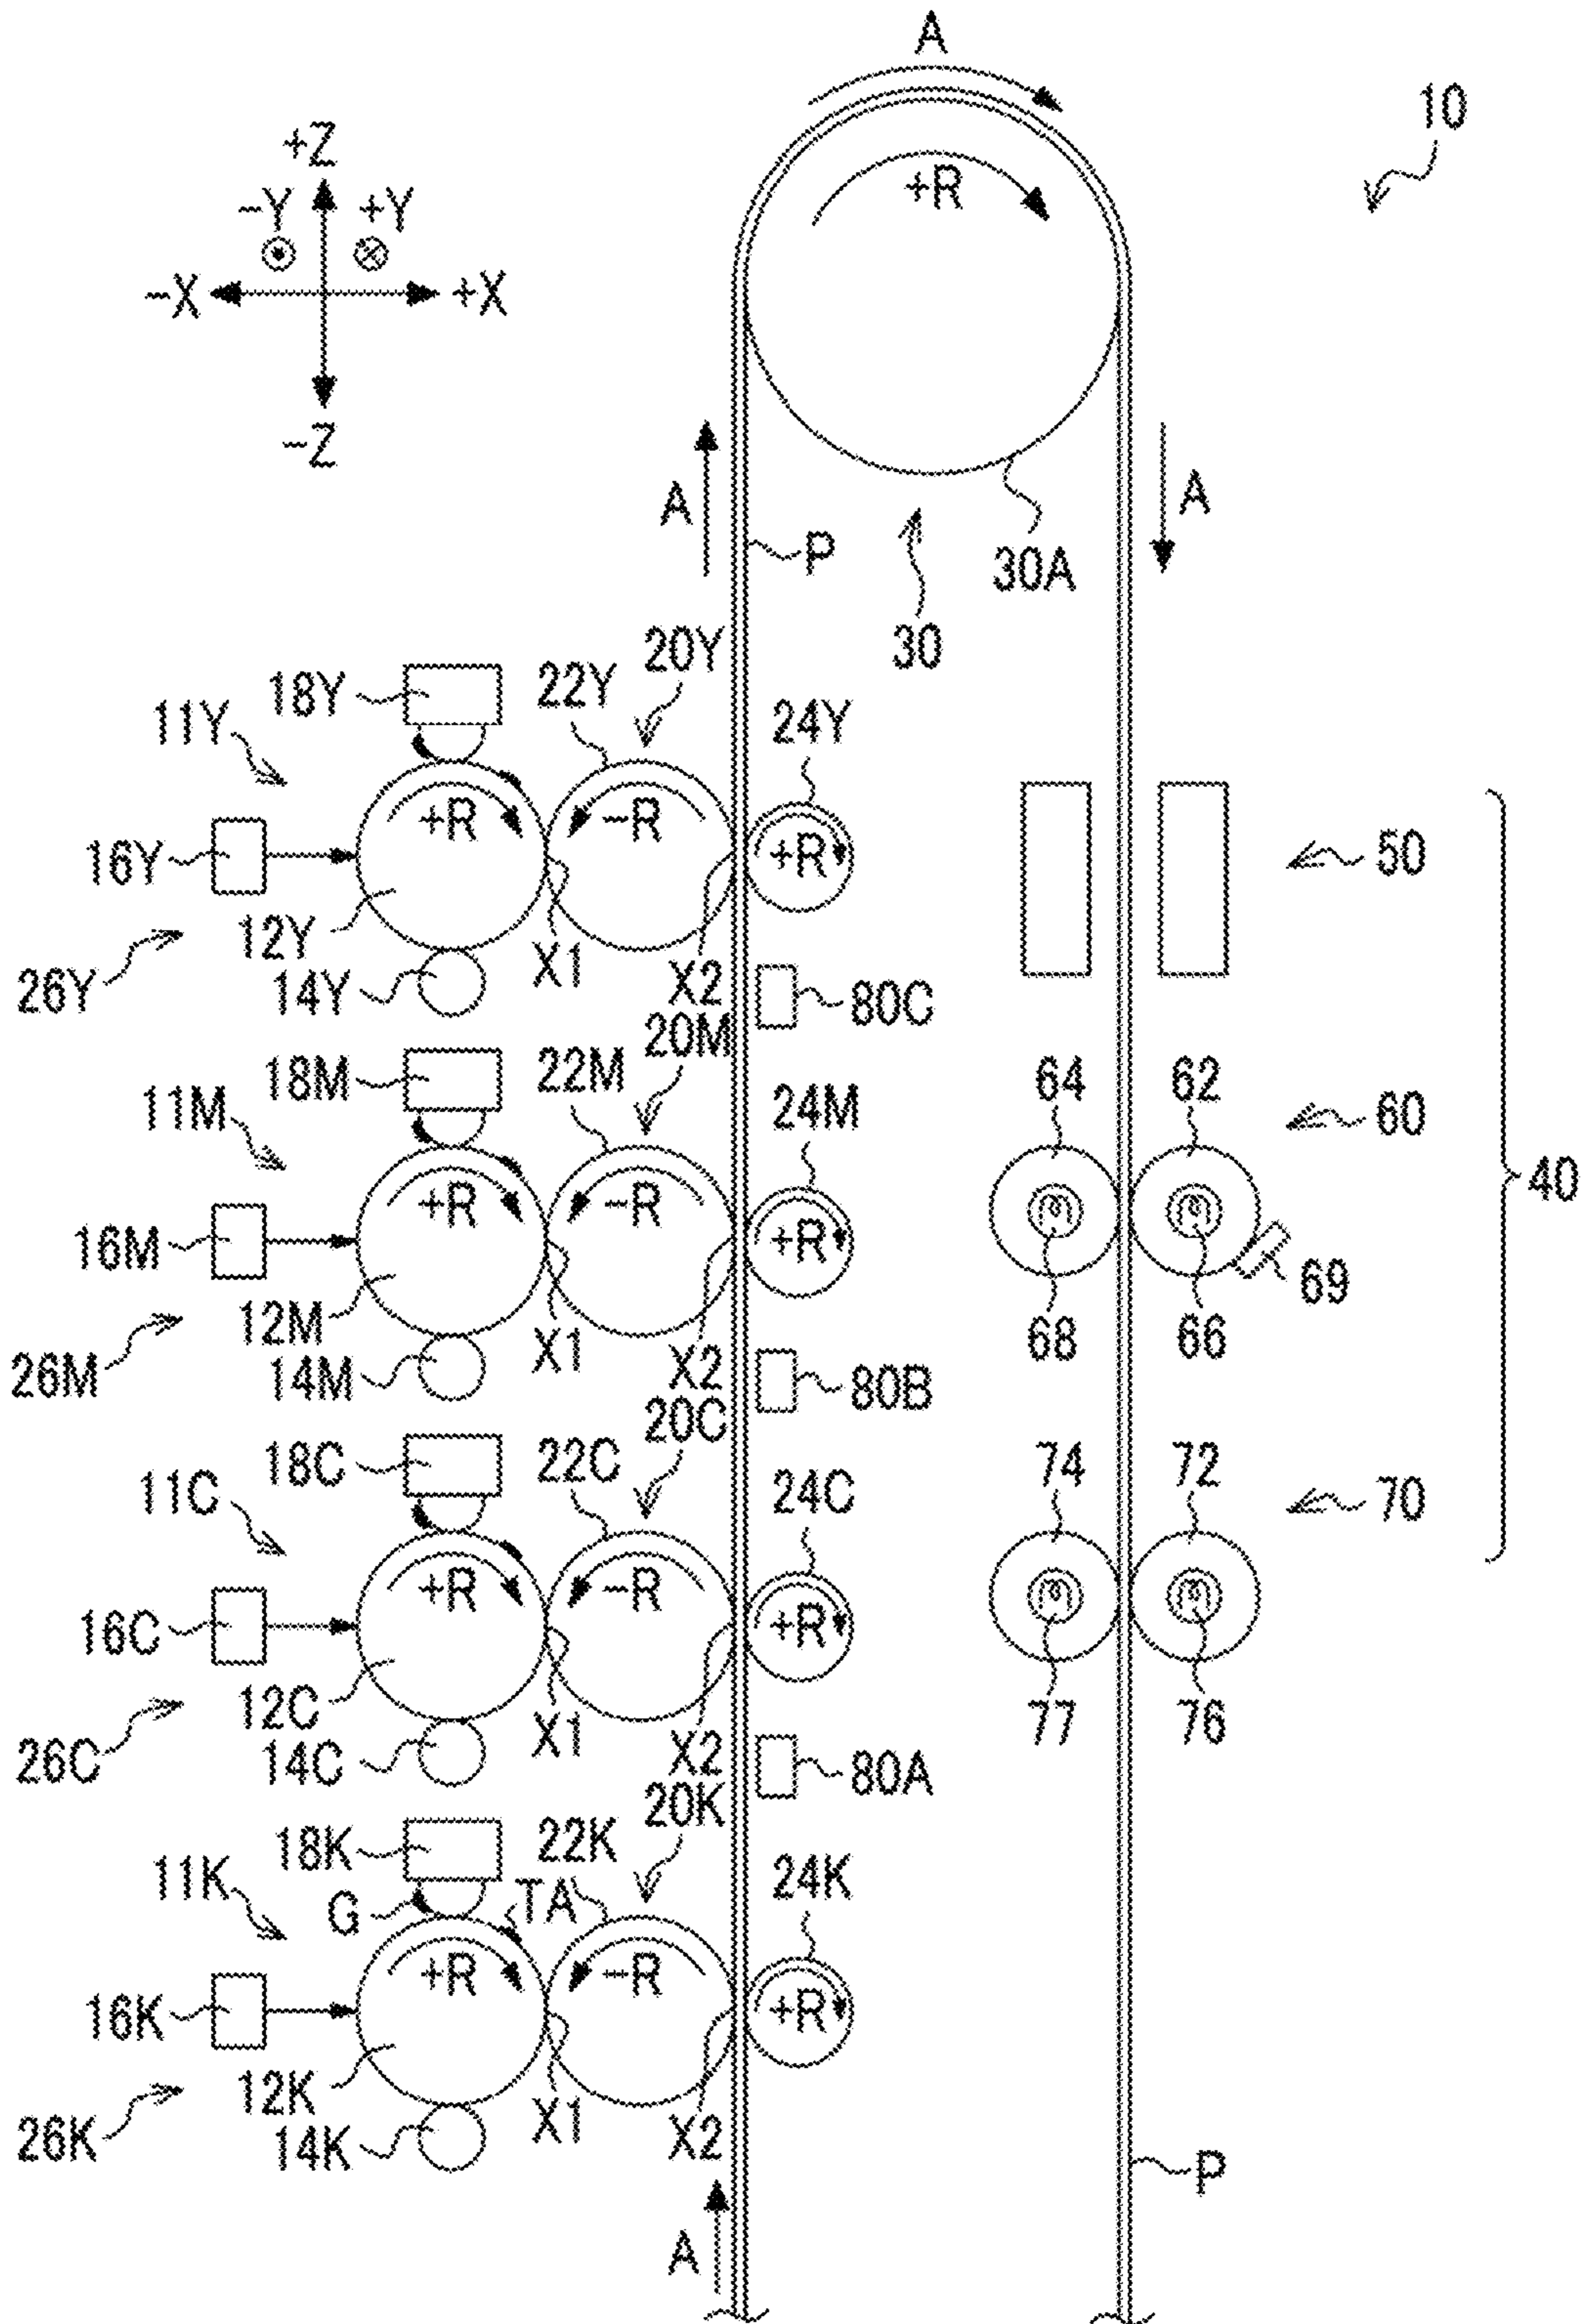 A
10
+Z
-Y +Y
+R
-X +X
-Z
A
A
P
30A
30
20Y
18Y
22Y
11Y
24Y
+R
-R
16Y
+R
50
12Y
X1
26Y
14Y
X2
80C
20M
18M
22M
64
62
11M
24M
60
40
+R
-R
16M
+R
69
12M
X1
68
66
26M
14M
X2
80B
20C
18C
22C
74
72
11C
24C
70
+R
-R
16C
+R
12C
X1
77
76
26C
14C
X2
80A
20K
18K
22K
11K
24K
G
TA
+R
-R
16K
+R
12K
X1
26K
14K
X2
P
A